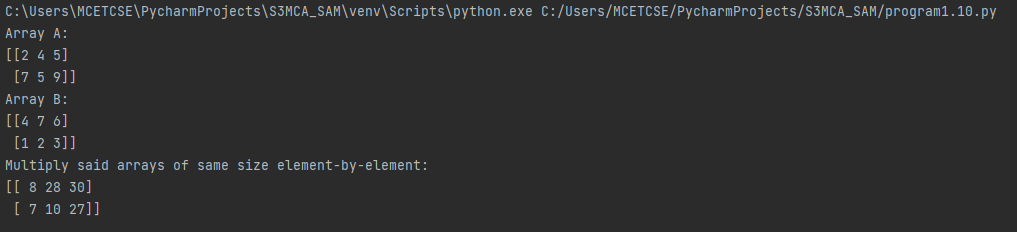 C:\Users\MCETCSE\PycharmProjects\S3MCA_SAM\venv\Scripts\python.exe C:/Users/MCETCSE/PycharmProjects/S3MCA_SAM/program1.10.py
Array A:
[[2 4 5]
 [7 5 9]]
Array B:
[[4 7 6]
 [1 2 3]]
Multiply said arrays of same size element-by-element:
[[ 8 28 30]
 [ 7 10 27]]